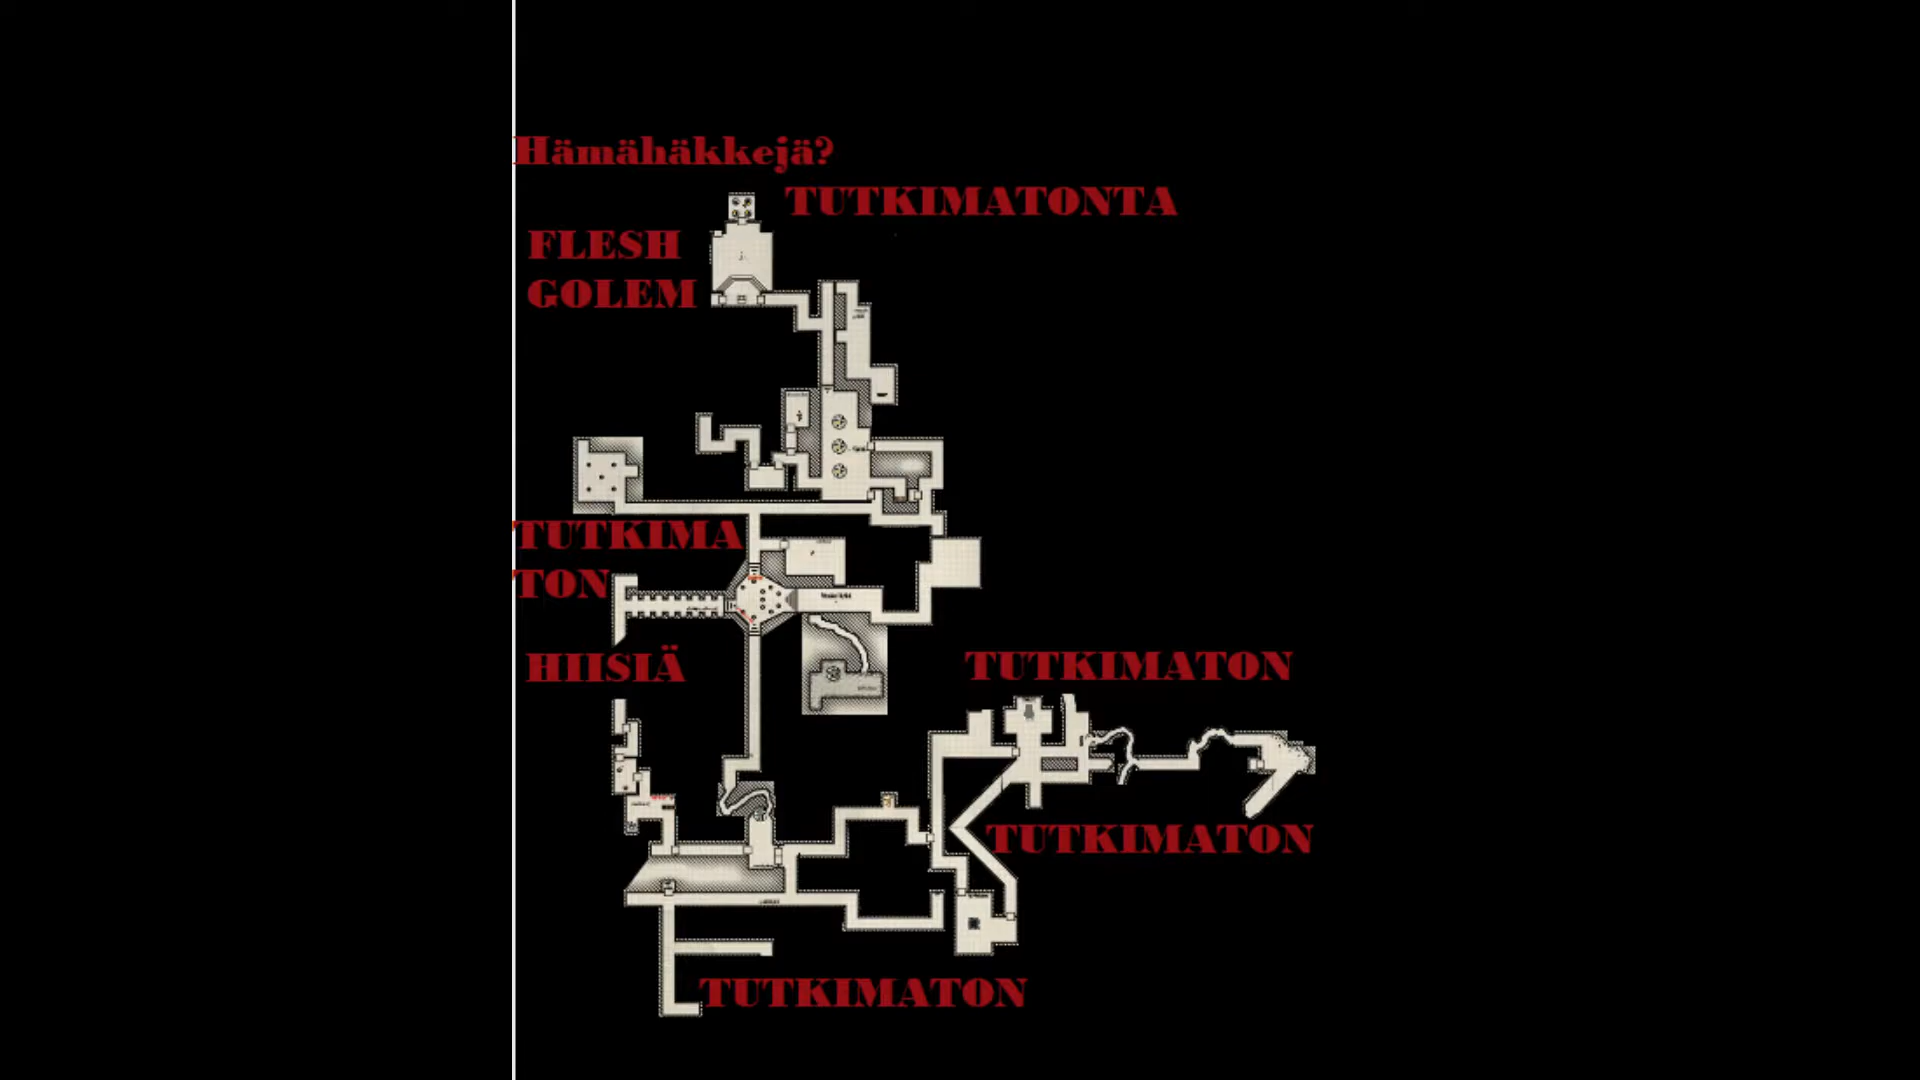 Hämähäkkejä?
TUTKIMATONTA
FLESH
GOLEM
TUTKIMA
TON
HIISIÄ
TUTKIMATON
TUTKIMATON
TUTKIMATON